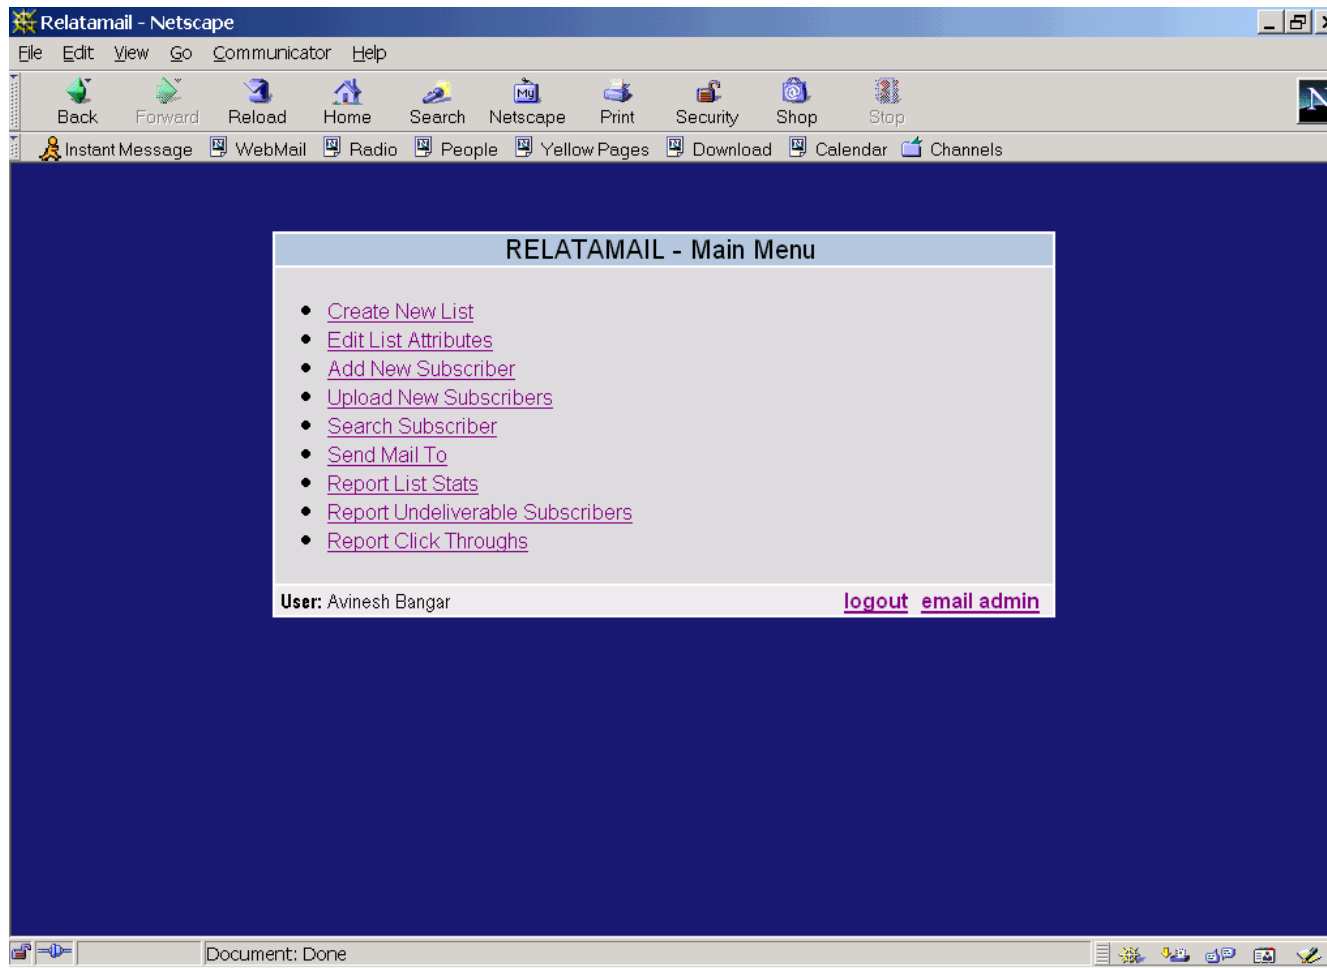 Relatamail - Netscape
File Edit View Go Communicator Help
Back Forward Reload Home Search Netscape Print Security Shop Stop
My
N
Instant Message WebMail Radio People Yellow Pages Download Calendar Channels
RELATAMAIL - Main Menu
Create New List
Edit List Attributes
Add New Subscriber
Upload New Subscribers
Search Subscriber
Send Mail To
Report List Stats
Report Undeliverable Subscribers
Report Click Throughs
User: Avinesh Bangar logout email admin
Document: Done